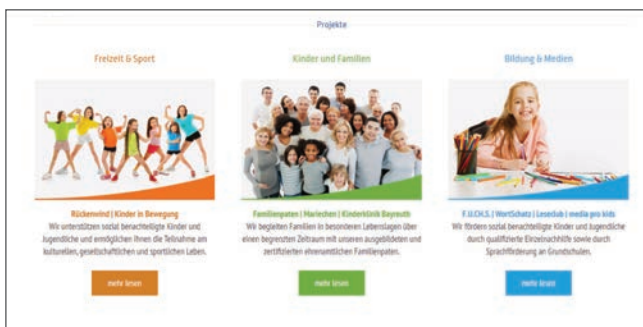 Projekte
Freizeit & Sport
Rückenwind | Kinder in Bewegung
Wir unterstützen sozial benachteiligte Kinder und
Jugendliche und ermöglichen ihnen die Teilnahme am
kulturellen, gesellschaftlichen und sportlichen Leben.
mehr lesen
Kinder und Familien
Familienpaten | Mariechen | Kinderklinik Bayreuth
Wir begleiten Familien in besonderen Lebenslagen über
einen begrenzten Zeitraum mit unseren ausgebildeten und
zertifizierten ehrenamtlichen Familienpaten.
mehr lesen
Bildung & Medien
F.U.CH.S. | WortSchatz | Leseclub | media pro kids
Wir fördern sozial benachteiligte Kinder und Jugendliche
durch qualifizierte Einzelnachhilfe sowie durch
Sprachförderung an Grundschulen.
mehr lesen